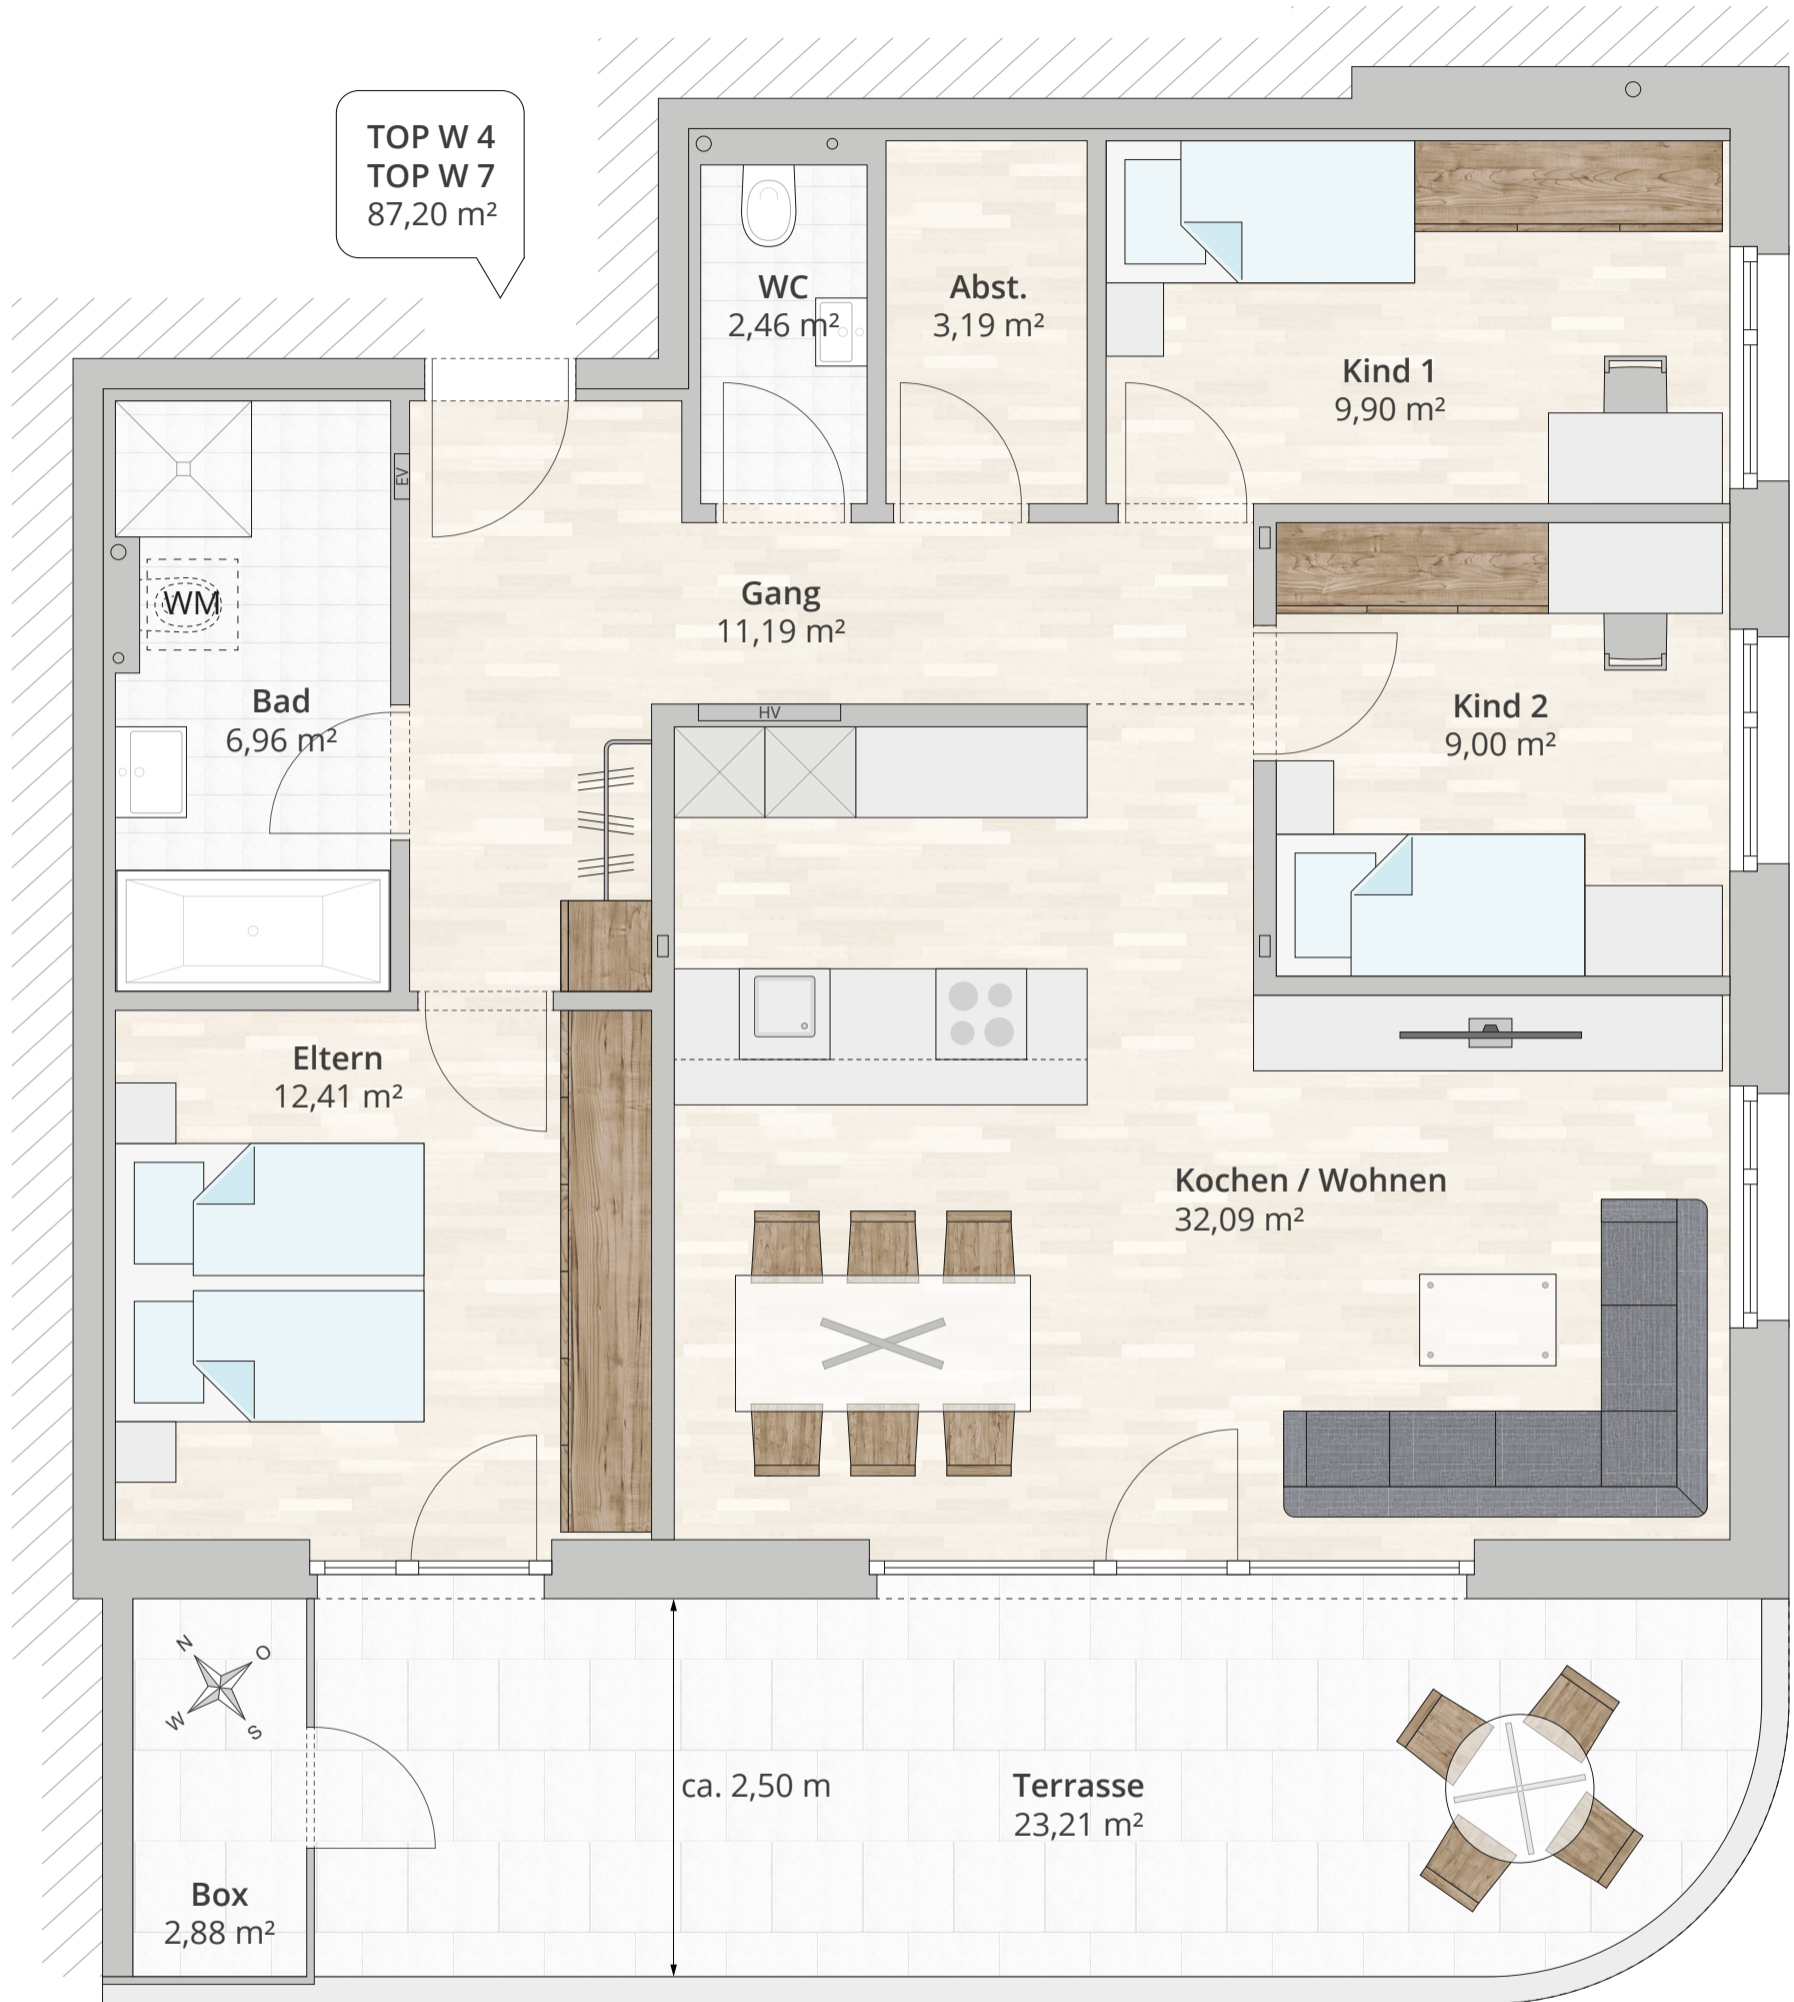 TOP W 4
TOP W 7
87,20 m²
WC
2,46 m²
Abst.
3,19 m²
Kind 1
9,90 m²
EV
WM
Gang
11,19 m²
Bad
6,96 m²
HV
Kind 2
9,00 m²
Eltern
12,41 m²
Kochen / Wohnen
32,09 m²
N
O
W
S
ca. 2,50 m
Terrasse
23,21 m²
Box
2,88 m²